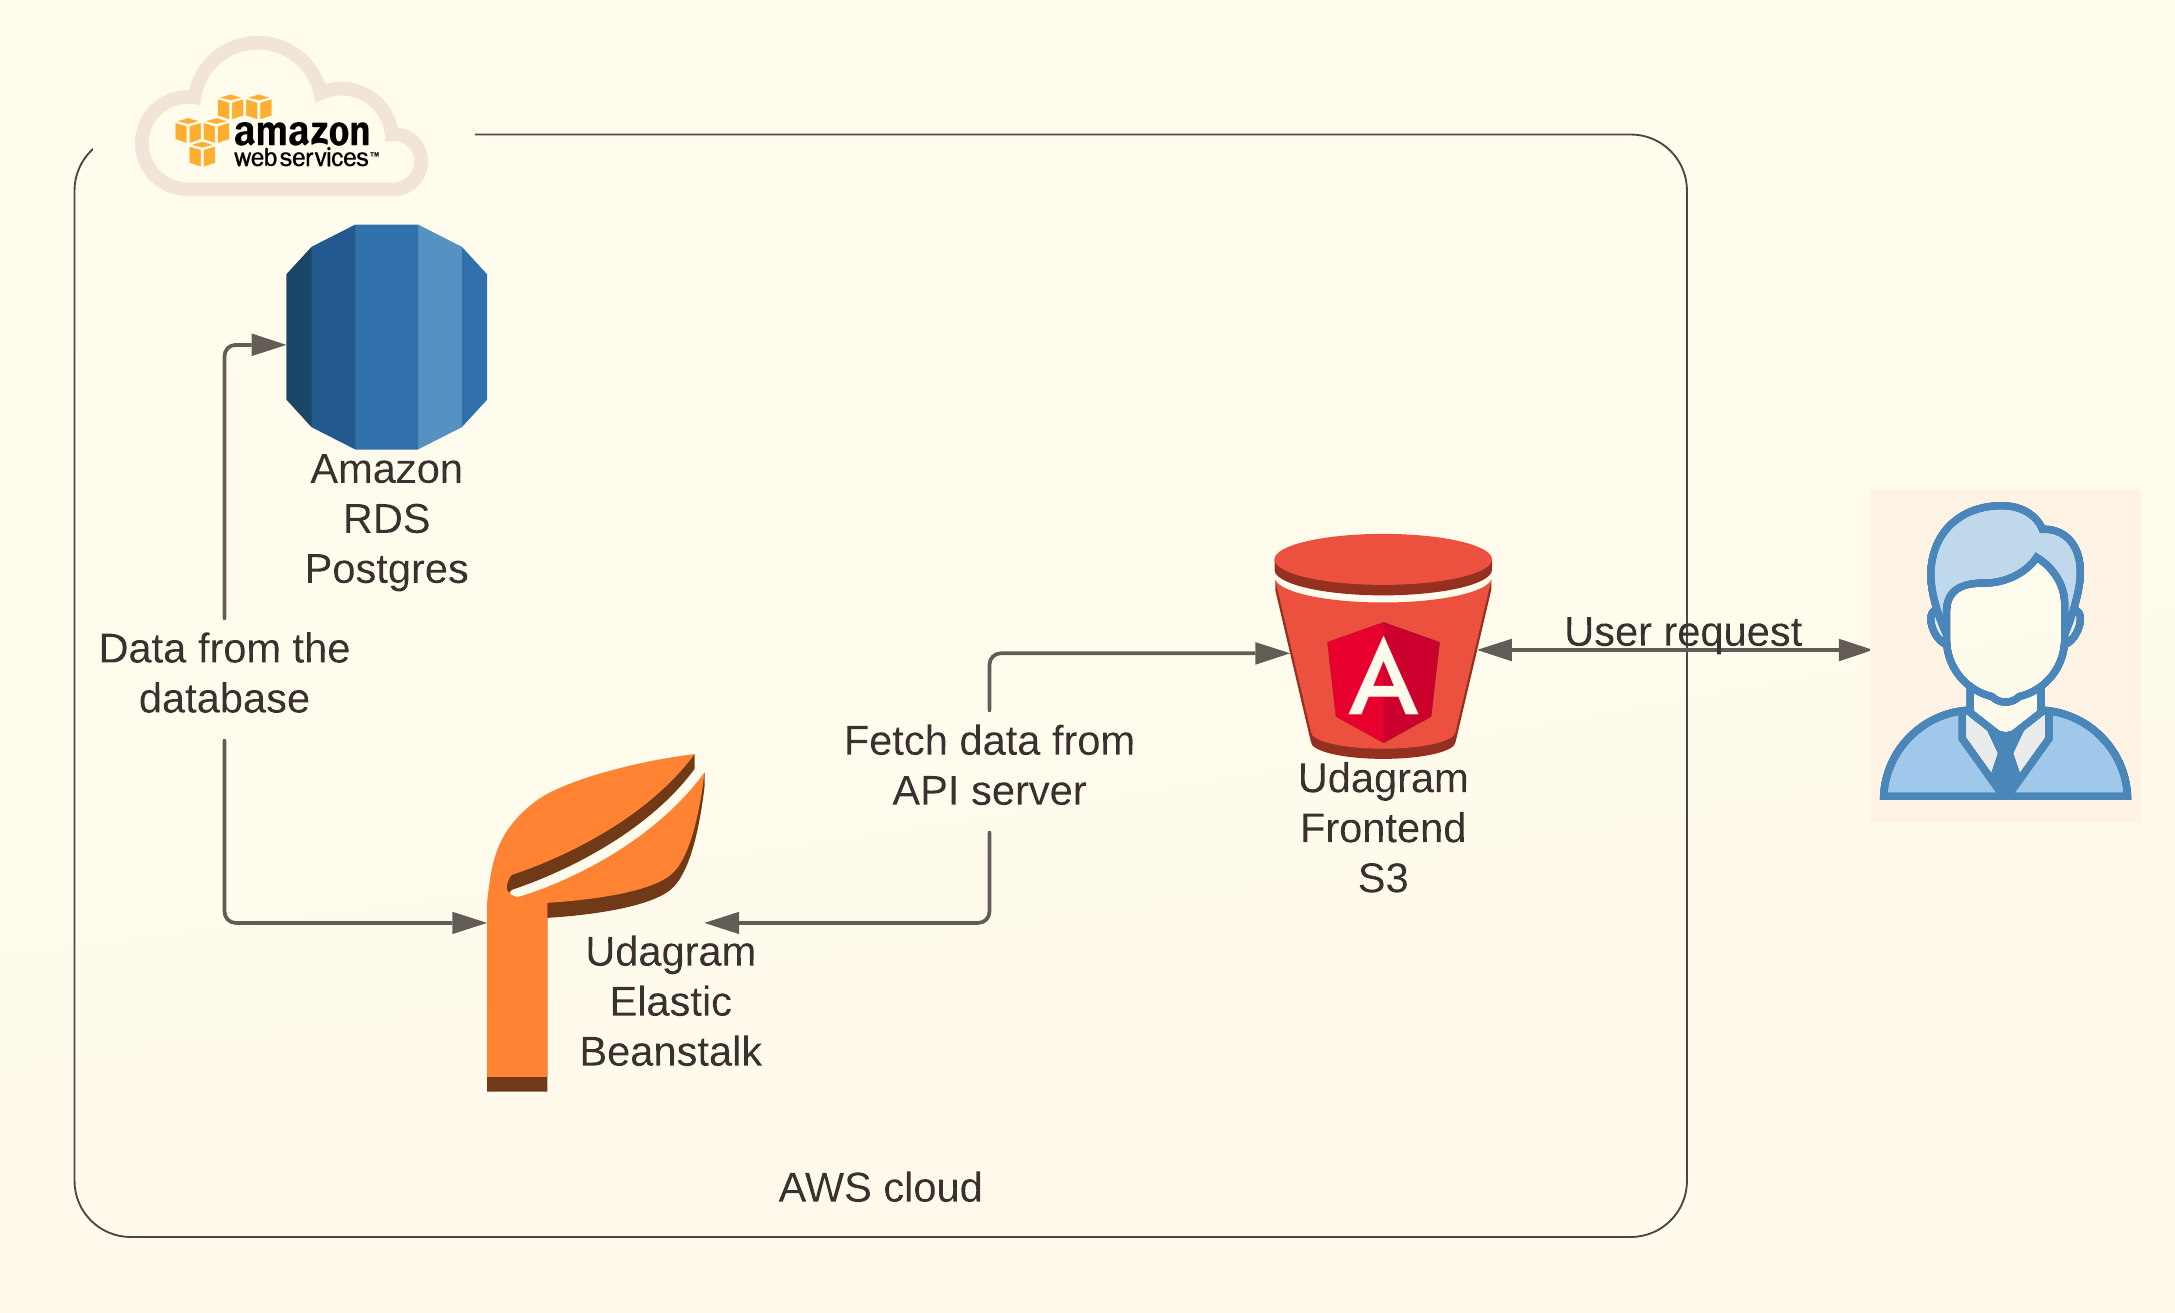 amazon
web services™
Amazon
RDS
Postgres
Data from the
database
Fetch data from
API server
Udagram
Elastic
Beanstalk
Udagram
Frontend
S3
User request
AWS cloud